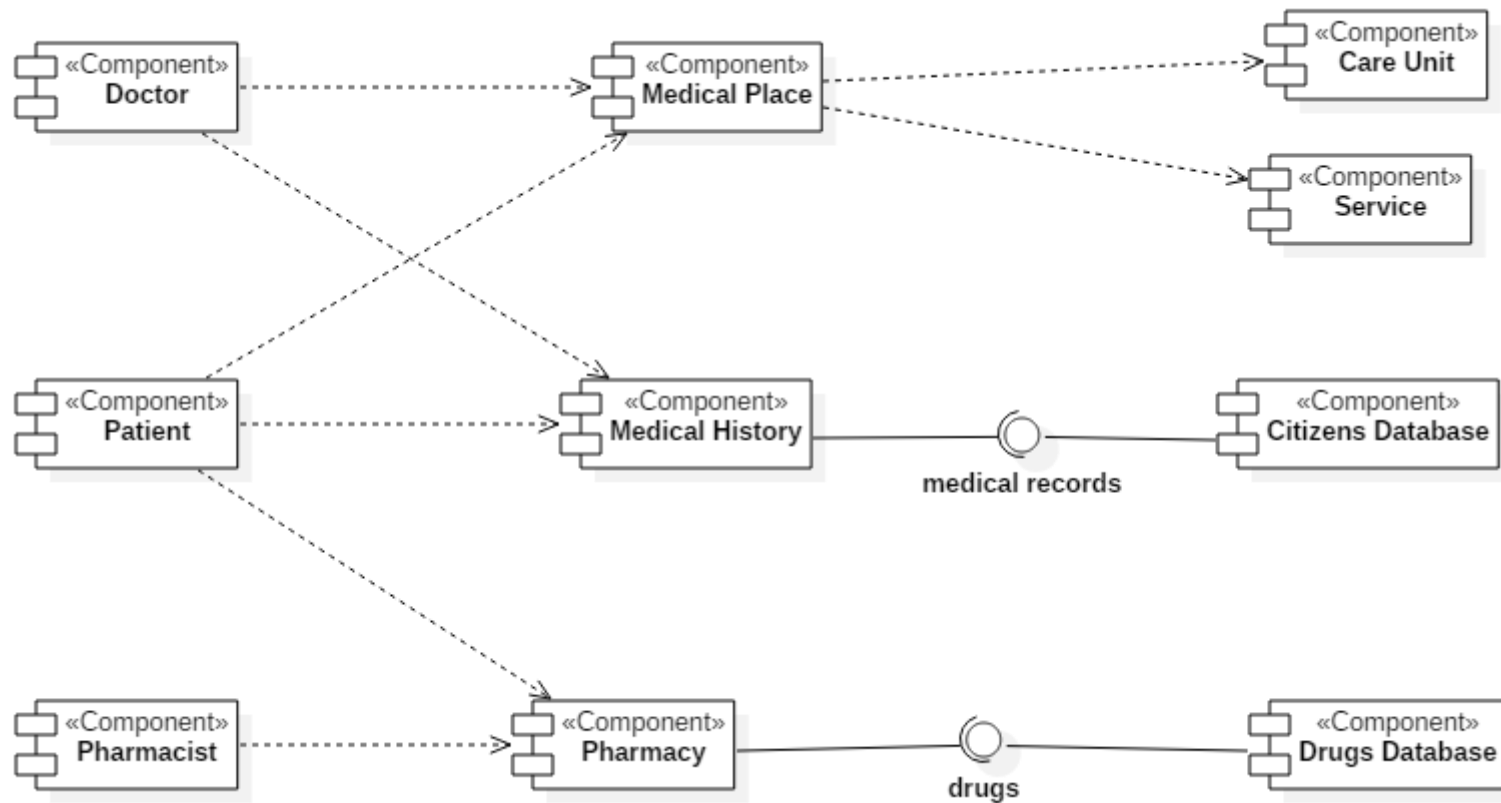 «Component»
Doctor
«Component»
Medical Place
«Component»
Care Unit
«Component»
Service
«Component»
Patient
«Component»
Medical History
medical records
«Component»
Citizens Database
«Component»
Pharmacist
«Component»
Pharmacy
drugs
«Component»
Drugs Database